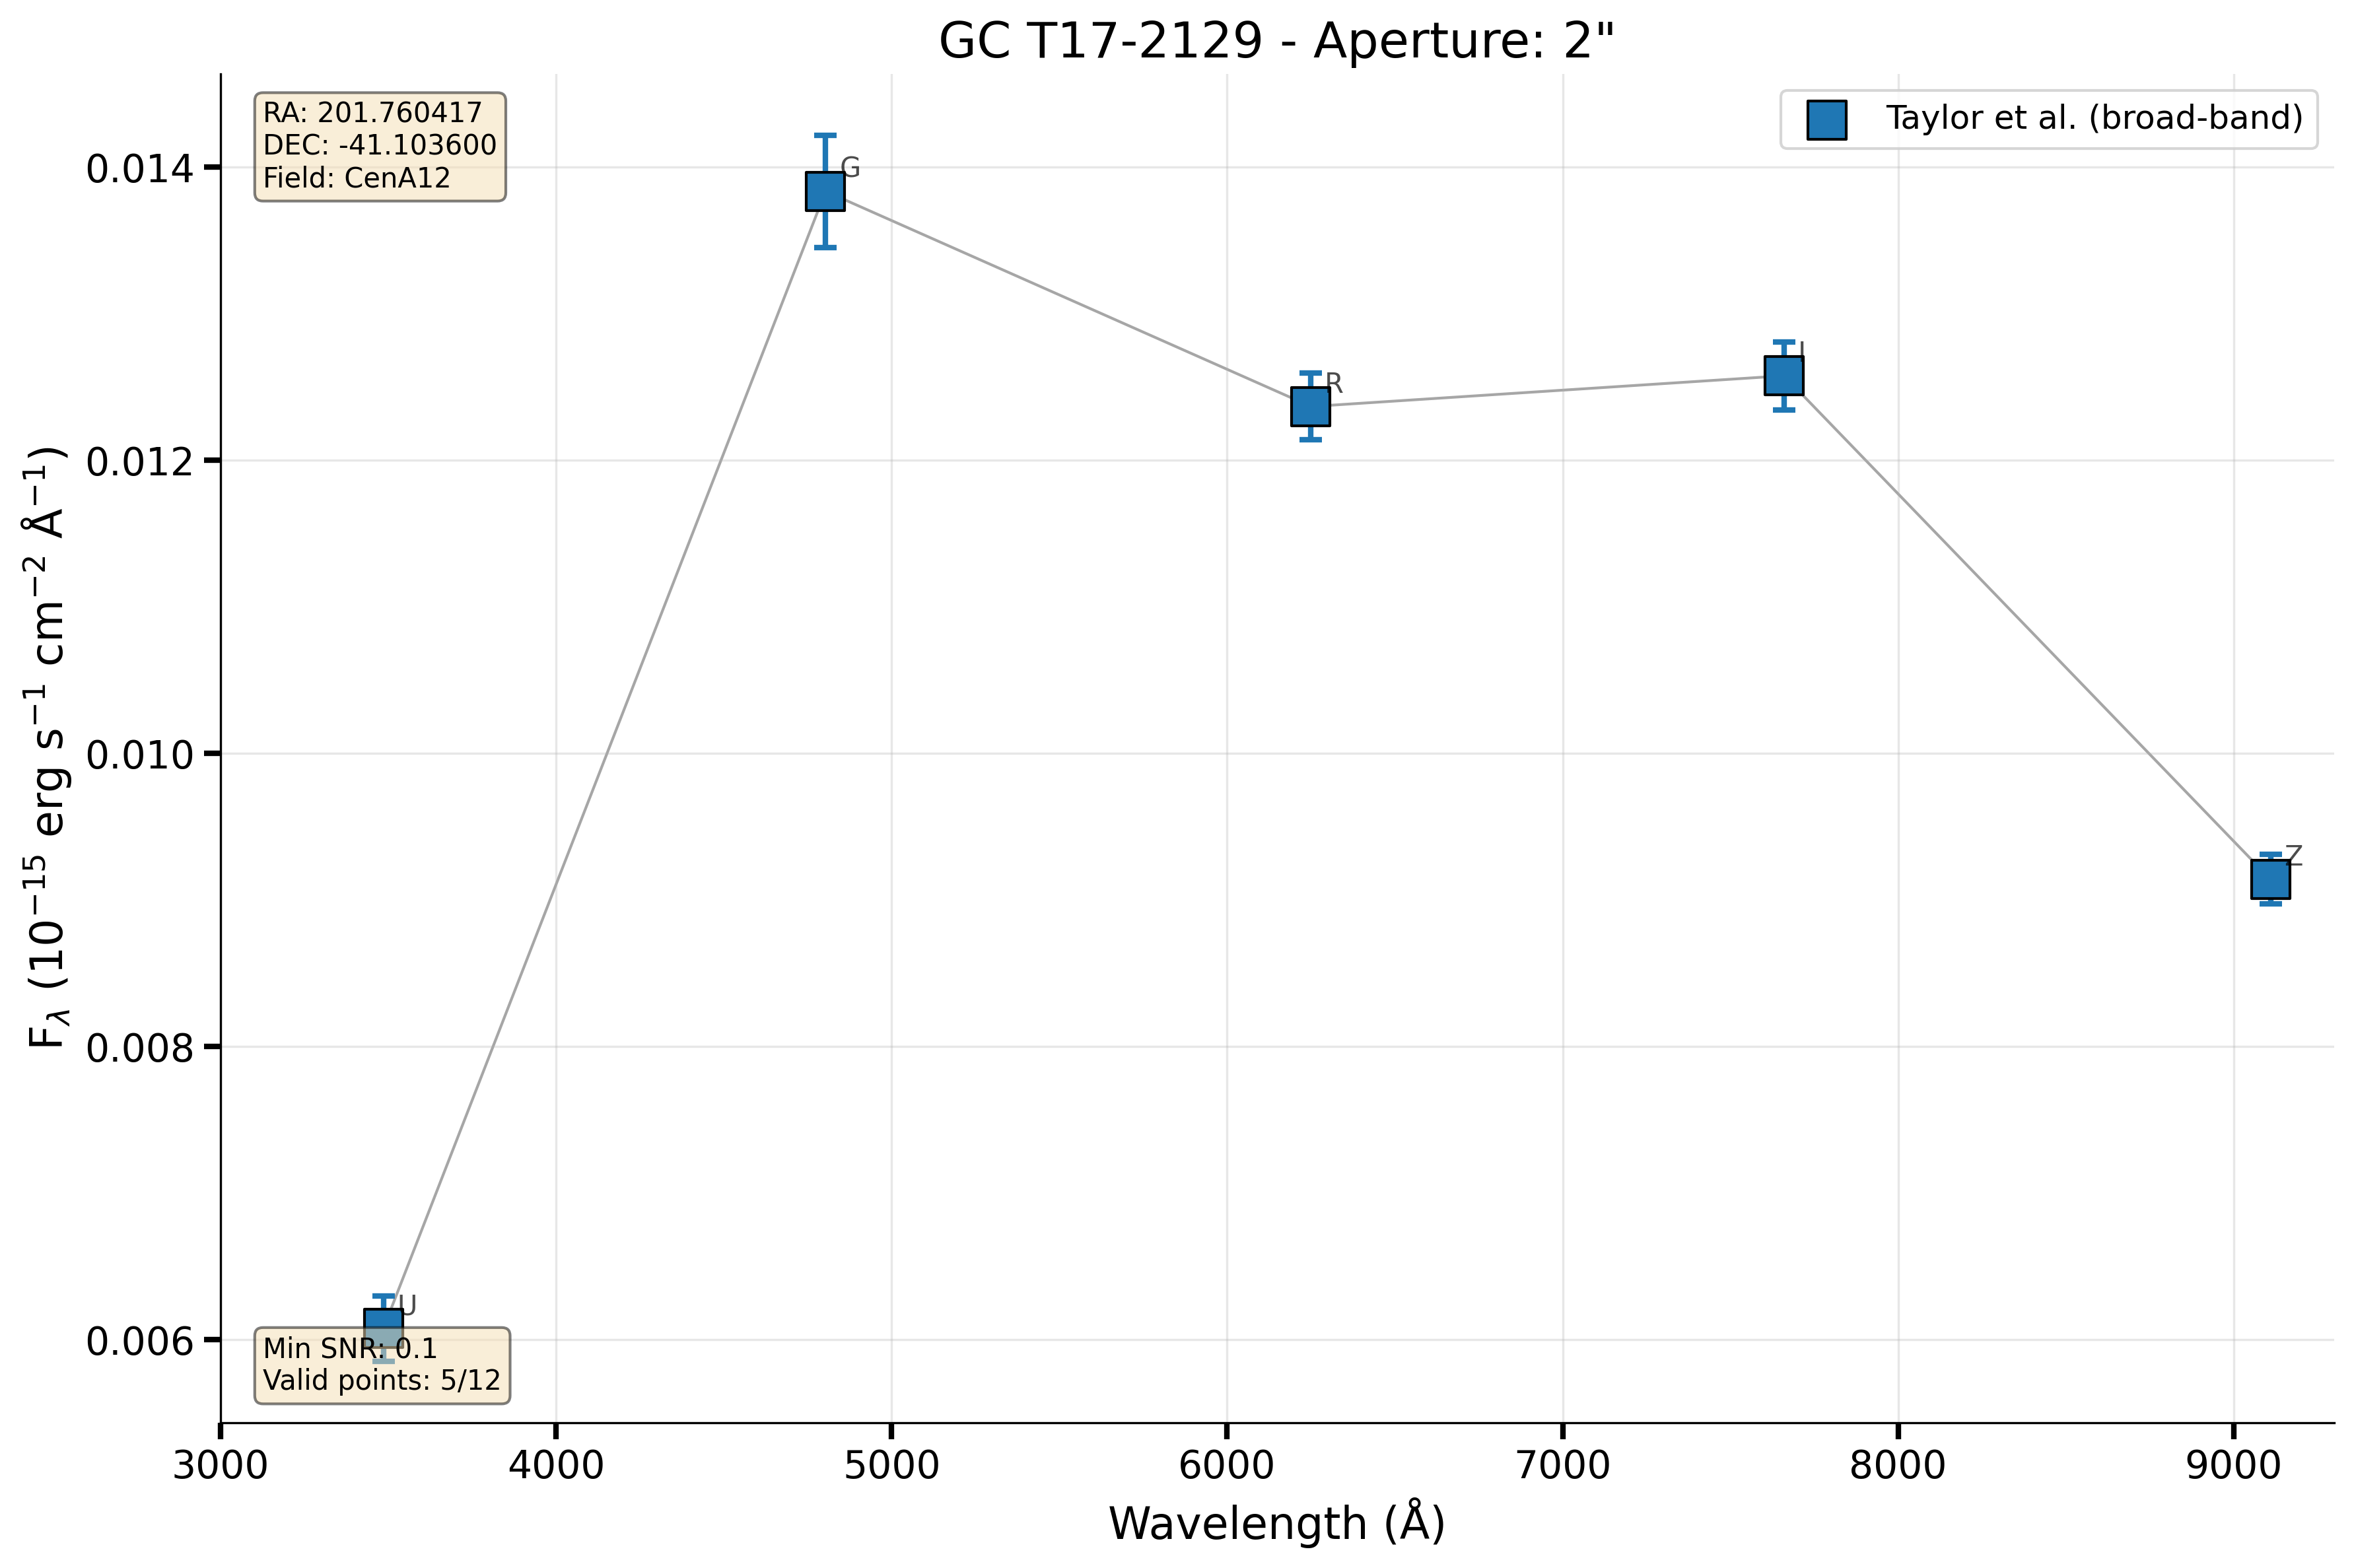 GC T17-2129 - Aperture: 2"
RA: 201.760417
DEC: -41.103600
Field: CenA12
Taylor et al. (broad-band)
G
R
I
Z
U
Min SNR: 0.1
Valid points: 5/12
0.014
0.012
0.010
0.008
0.006
F_λ (10⁻¹⁵ erg s⁻¹ cm⁻² Å⁻¹)
3000 4000 5000 6000 7000 8000 9000
Wavelength (Å)